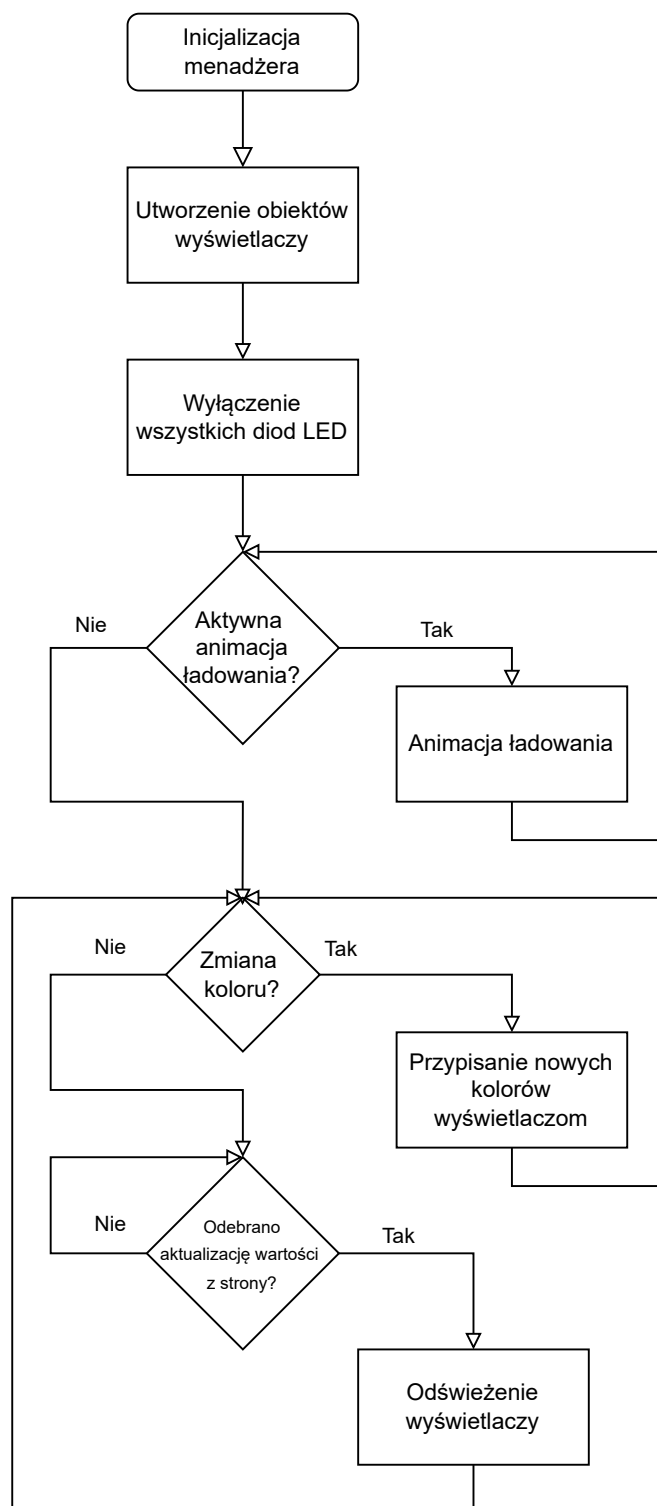 Inicjalizacja
menadżera
Utworzenie obiektów
wyświetlaczy
Wyłączenie
wszystkich diod LED
Aktywna
animacja
ładowania?
Nie
Tak
Animacja ładowania
Zmiana
koloru?
Nie
Tak
Przypisanie nowych
kolorów
wyświetlaczom
Odebrano
aktualizację wartości
z strony?
Nie
Tak
Odświeżenie
wyświetlaczy